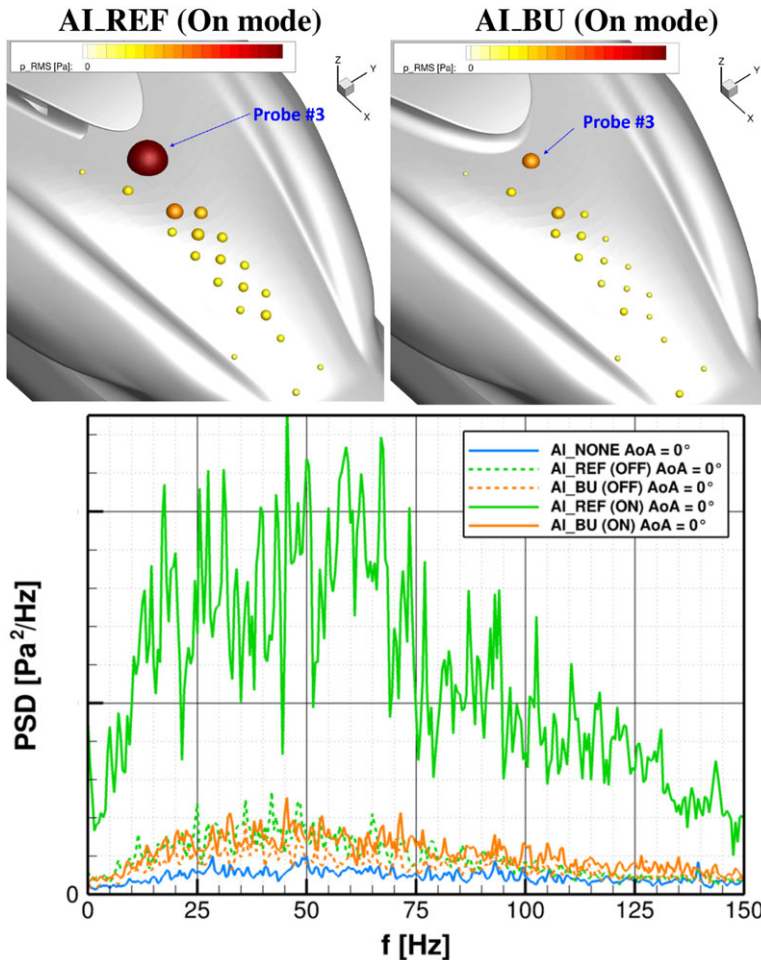 AI_REF (On mode)
AI_BU (On mode)
p_RMS [Pa]: 0
p_RMS [Pa]: 0
Z
Y
X
Z
Y
X
Probe #3
Probe #3
AI_NONE AoA = 0°
AI_REF (OFF) AoA = 0°
AI_BU (OFF) AoA = 0°
AI_REF (ON) AoA = 0°
AI_BU (ON) AoA = 0°
PSD [Pa²/Hz]
0
0 25 50 75 100 125 150
f [Hz]